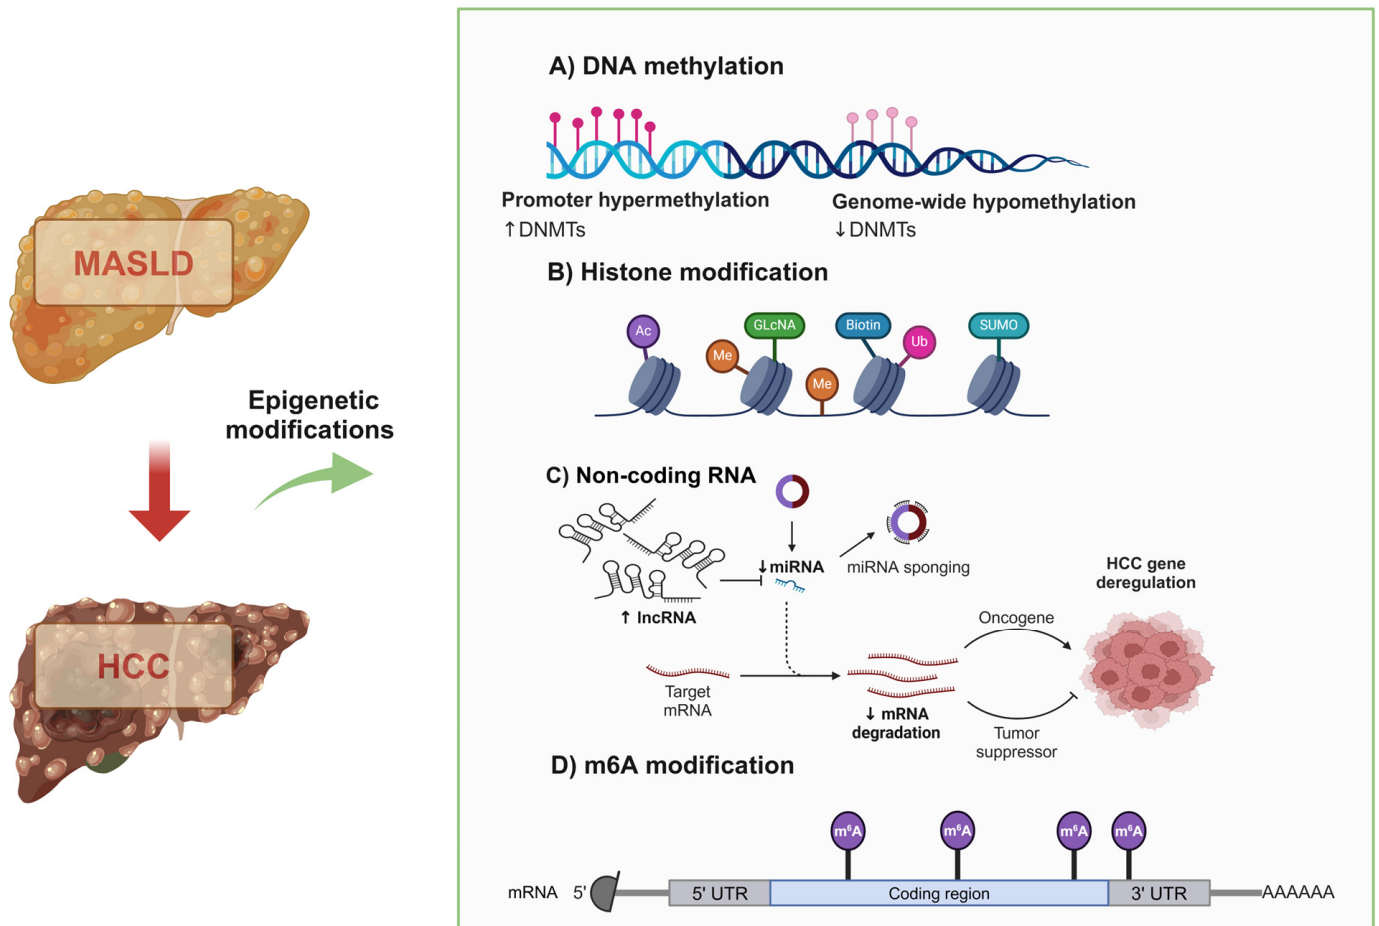 MASLD
Epigenetic
modifications
HCC
A) DNA methylation
Promoter hypermethylation
↑DNMTs
Genome-wide hypomethylation
↓DNMTs
B) Histone modification
Ac
Me
GLcNA
Me
Biotin
Ub
SUMO
C) Non-coding RNA
↓miRNA
miRNA sponging
↑ lncRNA
HCC gene
deregulation
Oncogene
Target
mRNA
↓ mRNA
degradation
Tumor
suppressor
D) m6A modification
m⁶A
m⁶A
m⁶A
m⁶A
mRNA 5' 5' UTR Coding region 3' UTR AAAAAA